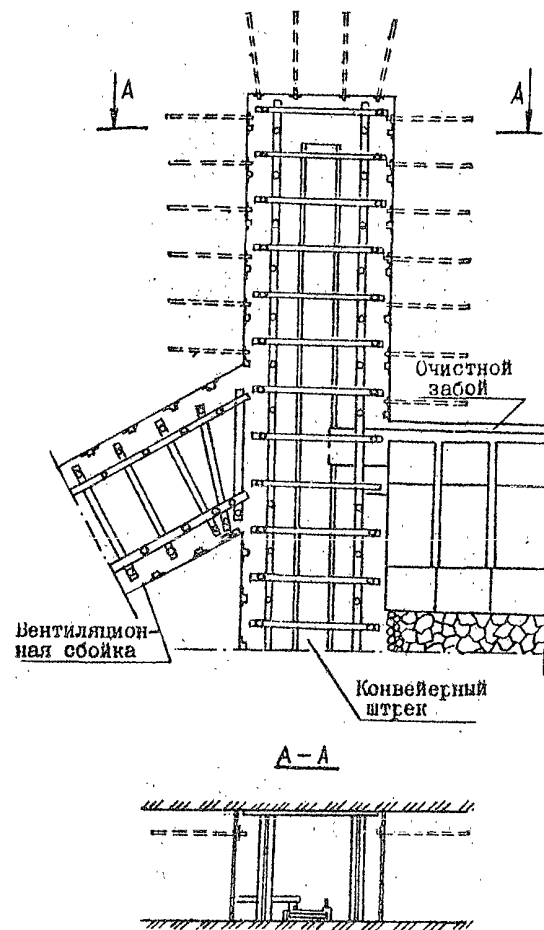 А
А
Очистной
забой
Вентиляцион-
ная сбойка
Конвейерный
штрек
А - А